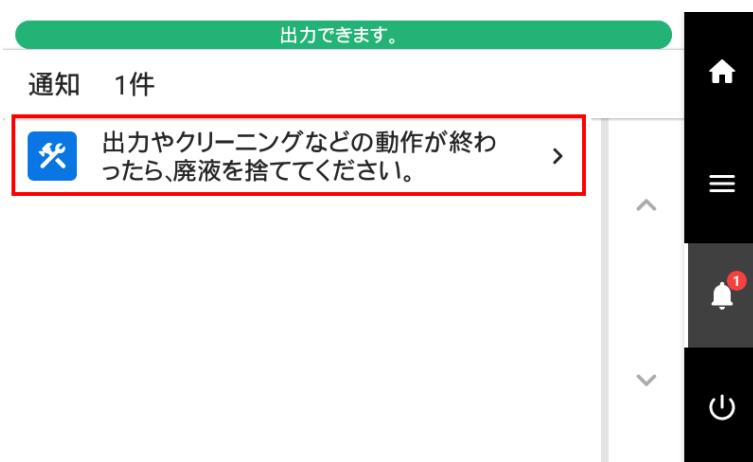 出力できます。
通知 1件
出力やクリーニングなどの動作が終わ
ったら、廃液を捨ててください。
1